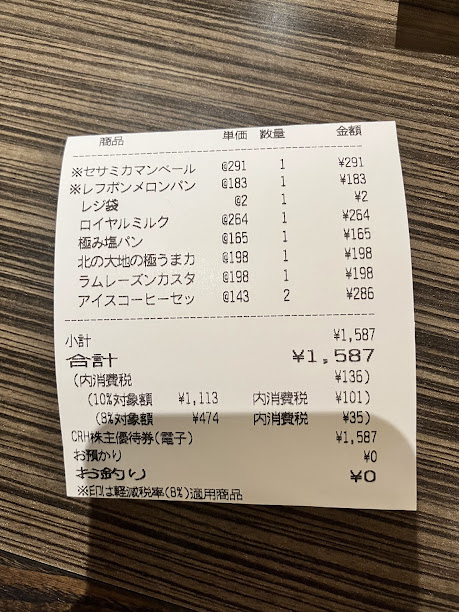 商品 単価 数量 金額
※セサミカマンベール @291 1 ¥291
※レフボンメロンパン @183 1 ¥183
レジ袋 @2 1 ¥2
ロイヤルミルク @264 1 ¥264
極み塩パン @165 1 ¥165
北の大地の極うまカ @198 1 ¥198
ラムレーズンカスタ @198 1 ¥198
アイスコーヒーセッ @143 2 ¥286
小計 ¥1,587
合計 ¥1,587
(内消費税 ¥136)
(10%対象額 ¥1,113 内消費税 ¥101)
(8%対象額 ¥474 内消費税 ¥35)
CRH株主優待券(電子) ¥1,587
お預かり ¥0
お釣り ¥0
※印は軽減税率(8%)適用商品